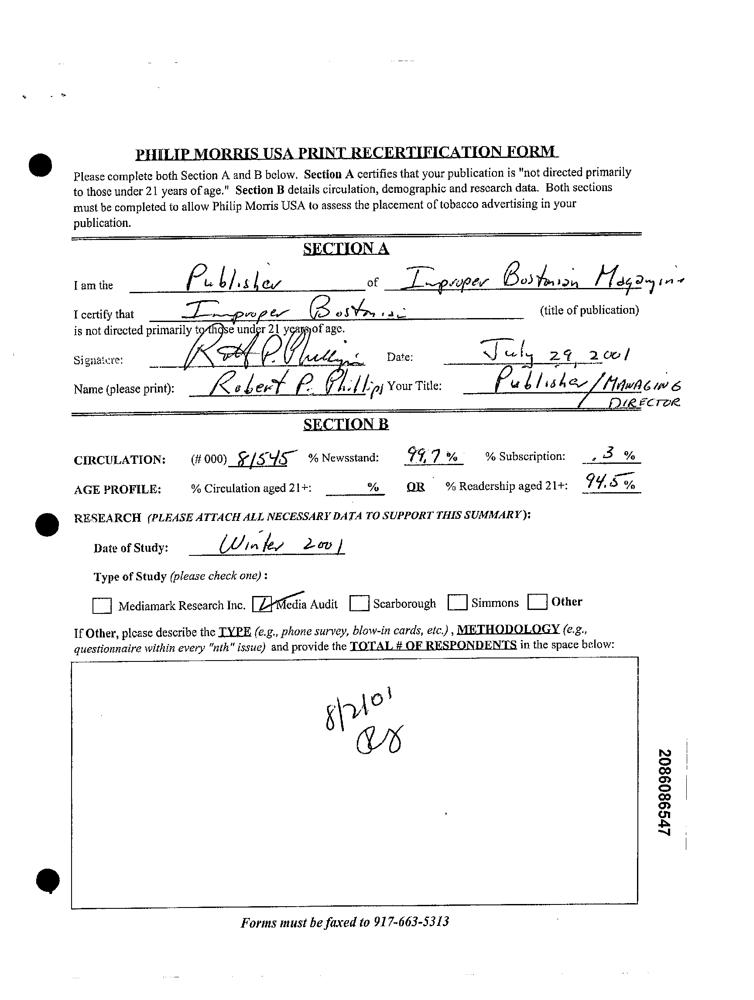 PHILIP MORRIS USA PRINT RECERTIFICATION FORM
Please complete both Section A and B below. Section A certifies that your publication is "not directed primarily
to those under 21 years of age." Section B details circulation, demographic and research data. Both sections
must be completed to allow Philip Morris USA to assess the placement of tobacco advertising in your
publication.
SECTION A
I am the Publisher of Improper Bostonian Magazine
I certify that Improper Bostonian (title of publication)
is not directed primarily to those under 21 years of age.
Signature: Robt P. Phillips Date: July 29, 2001
Name (please print): Robert P. Phillips Your Title: Publisher/MANAGING
DIRECTOR
SECTION B
CIRCULATION: (# 000) 81545 % Newsstand: 99.7 % % Subscription: .3 %
AGE PROFILE: % Circulation aged 21+: % OR % Readership aged 21+: 94.5 %
RESEARCH (PLEASE ATTACH ALL NECESSARY DATA TO SUPPORT THIS SUMMARY):
Date of Study: Winter 2001
Type of Study (please check one) :
Mediamark Research Inc. Media Audit Scarborough Simmons Other
If Other, please describe the TYPE (e.g., phone survey, blow-in cards, etc.) , METHODOLOGY (e.g.,
questionnaire within every "nth" issue) and provide the TOTAL # OF RESPONDENTS in the space below:
8/2/01
2086086547
Forms must be faxed to 917-663-5313